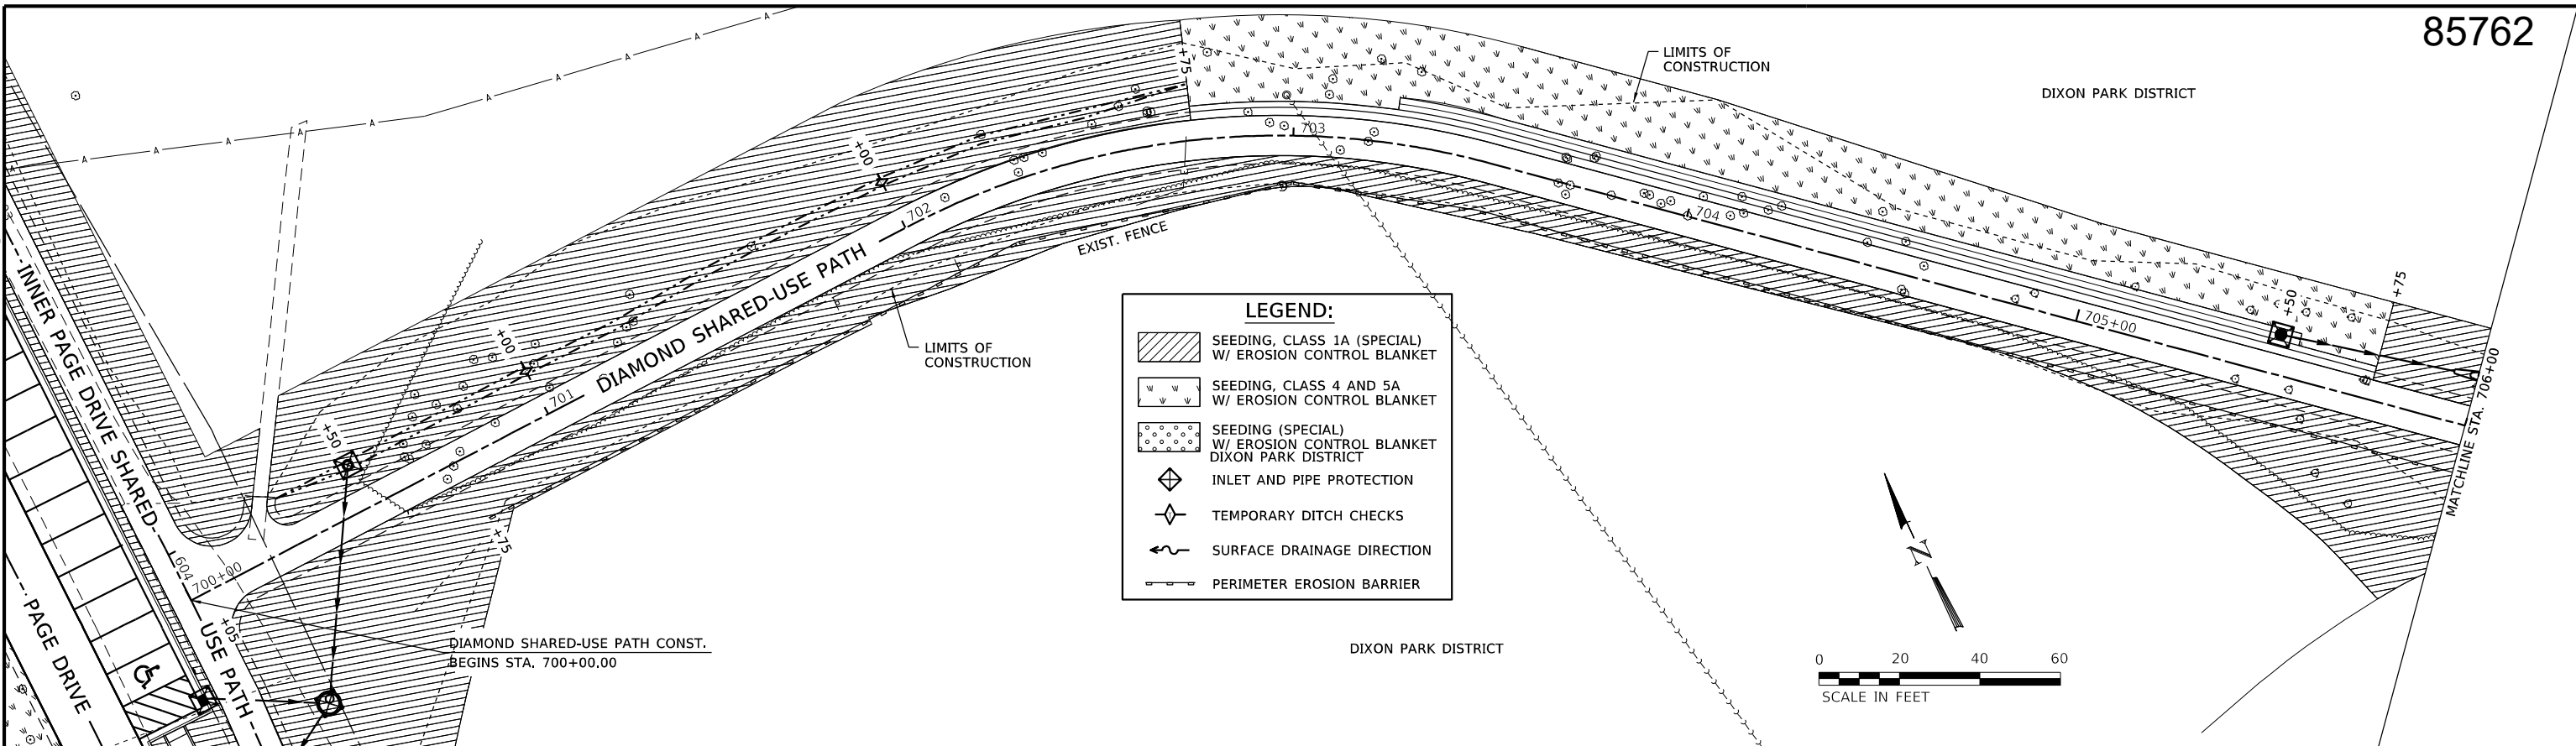 85762
LIMITS OF
CONSTRUCTION
DIXON PARK DISTRICT
A A A A A A A A A A
+75
703
+00
702
704
EXIST. FENCE
INNER PAGE DRIVE SHARED
USE PATH
DIAMOND SHARED-USE PATH
+00
701
+50
LIMITS OF
CONSTRUCTION
705+00
+50
+75
MATCHLINE STA. 706+00
LEGEND:
SEEDING, CLASS 1A (SPECIAL)
W/ EROSION CONTROL BLANKET
SEEDING, CLASS 4 AND 5A
W/ EROSION CONTROL BLANKET
SEEDING (SPECIAL)
W/ EROSION CONTROL BLANKET
DIXON PARK DISTRICT
INLET AND PIPE PROTECTION
TEMPORARY DITCH CHECKS
SURFACE DRAINAGE DIRECTION
PERIMETER EROSION BARRIER
+75
604
700+00
+05
PAGE DRIVE
DIAMOND SHARED-USE PATH CONST.
BEGINS STA. 700+00.00
DIXON PARK DISTRICT
N
0 20 40 60
SCALE IN FEET